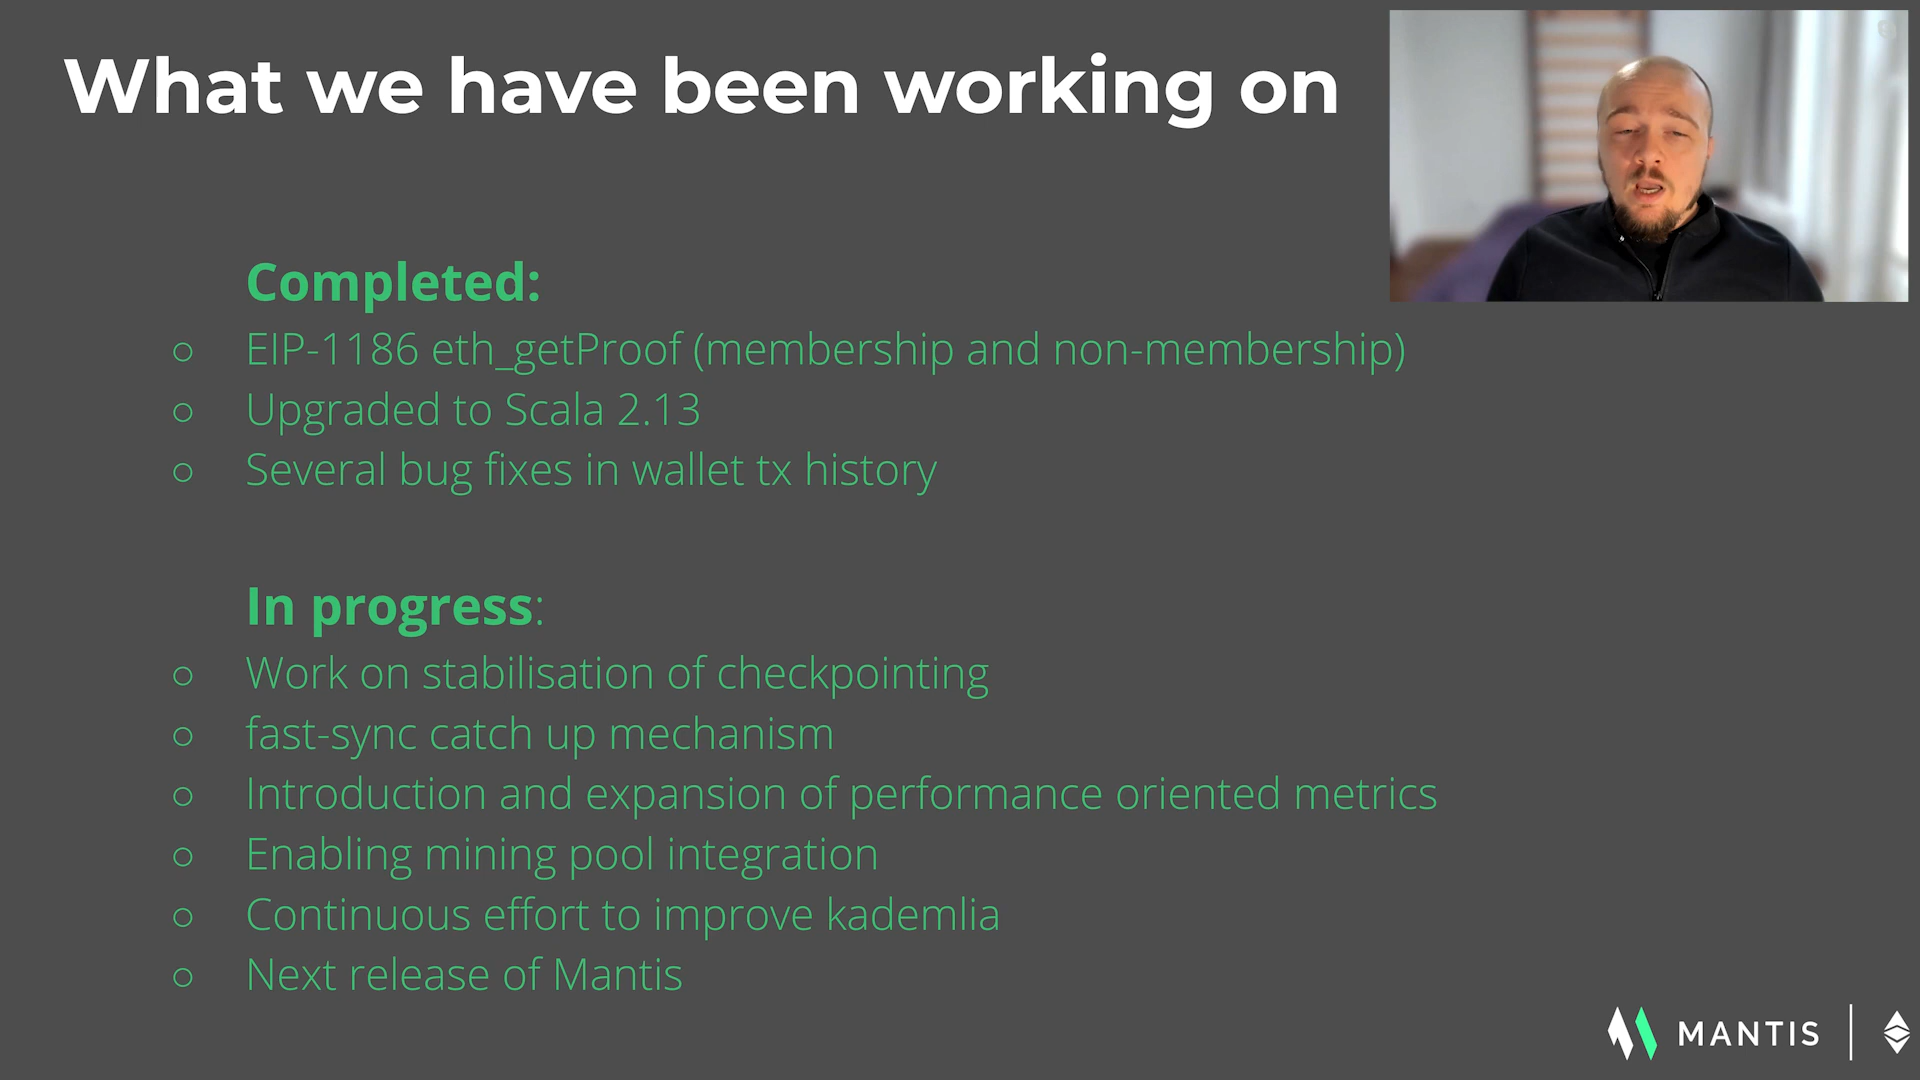 What we have been working on
Completed:
EIP-1186 eth_getProof (membership and non-membership)
Upgraded to Scala 2.13
Several bug fixes in wallet tx history
In progress:
Work on stabilisation of checkpointing
fast-sync catch up mechanism
Introduction and expansion of performance oriented metrics
Enabling mining pool integration
Continuous effort to improve kademlia
Next release of Mantis
MANTIS